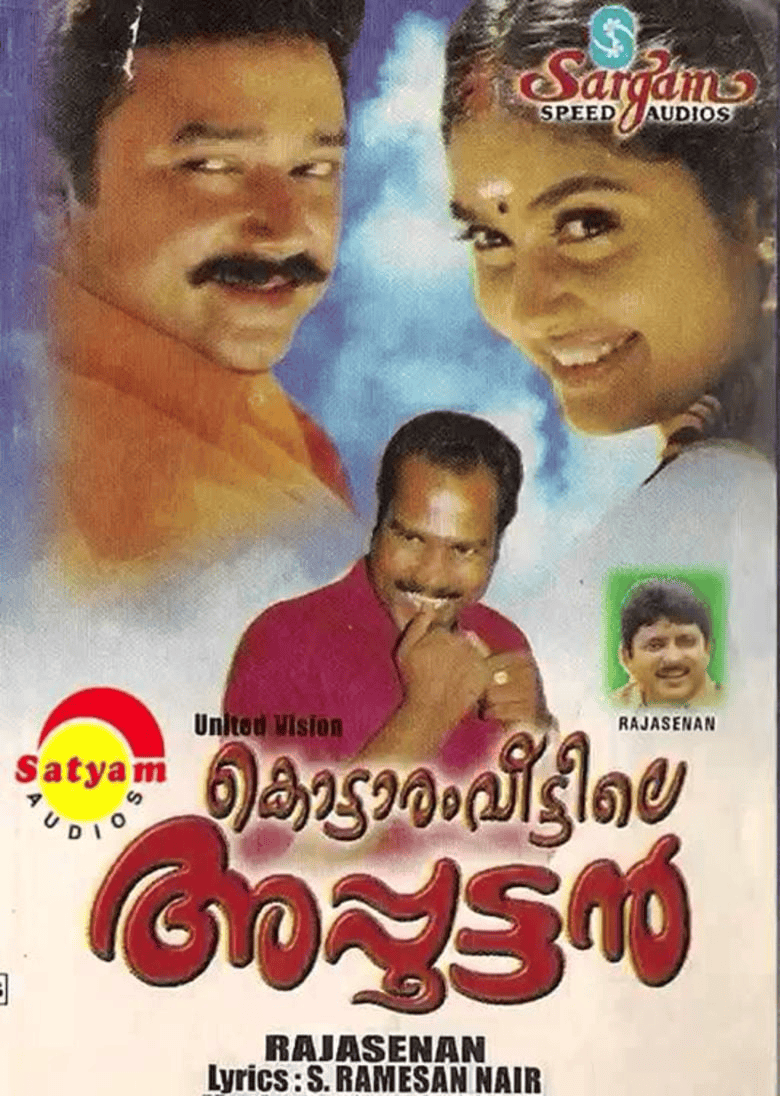 Sargam
SPEED AUDIOS
RAJASENAN
United Vision
Satyam
AUDIOS
കൊട്ടാരംവീട്ടിലെ
അപ്പൂട്ടൻ
RAJASENAN
Lyrics : S. RAMESAN NAIR